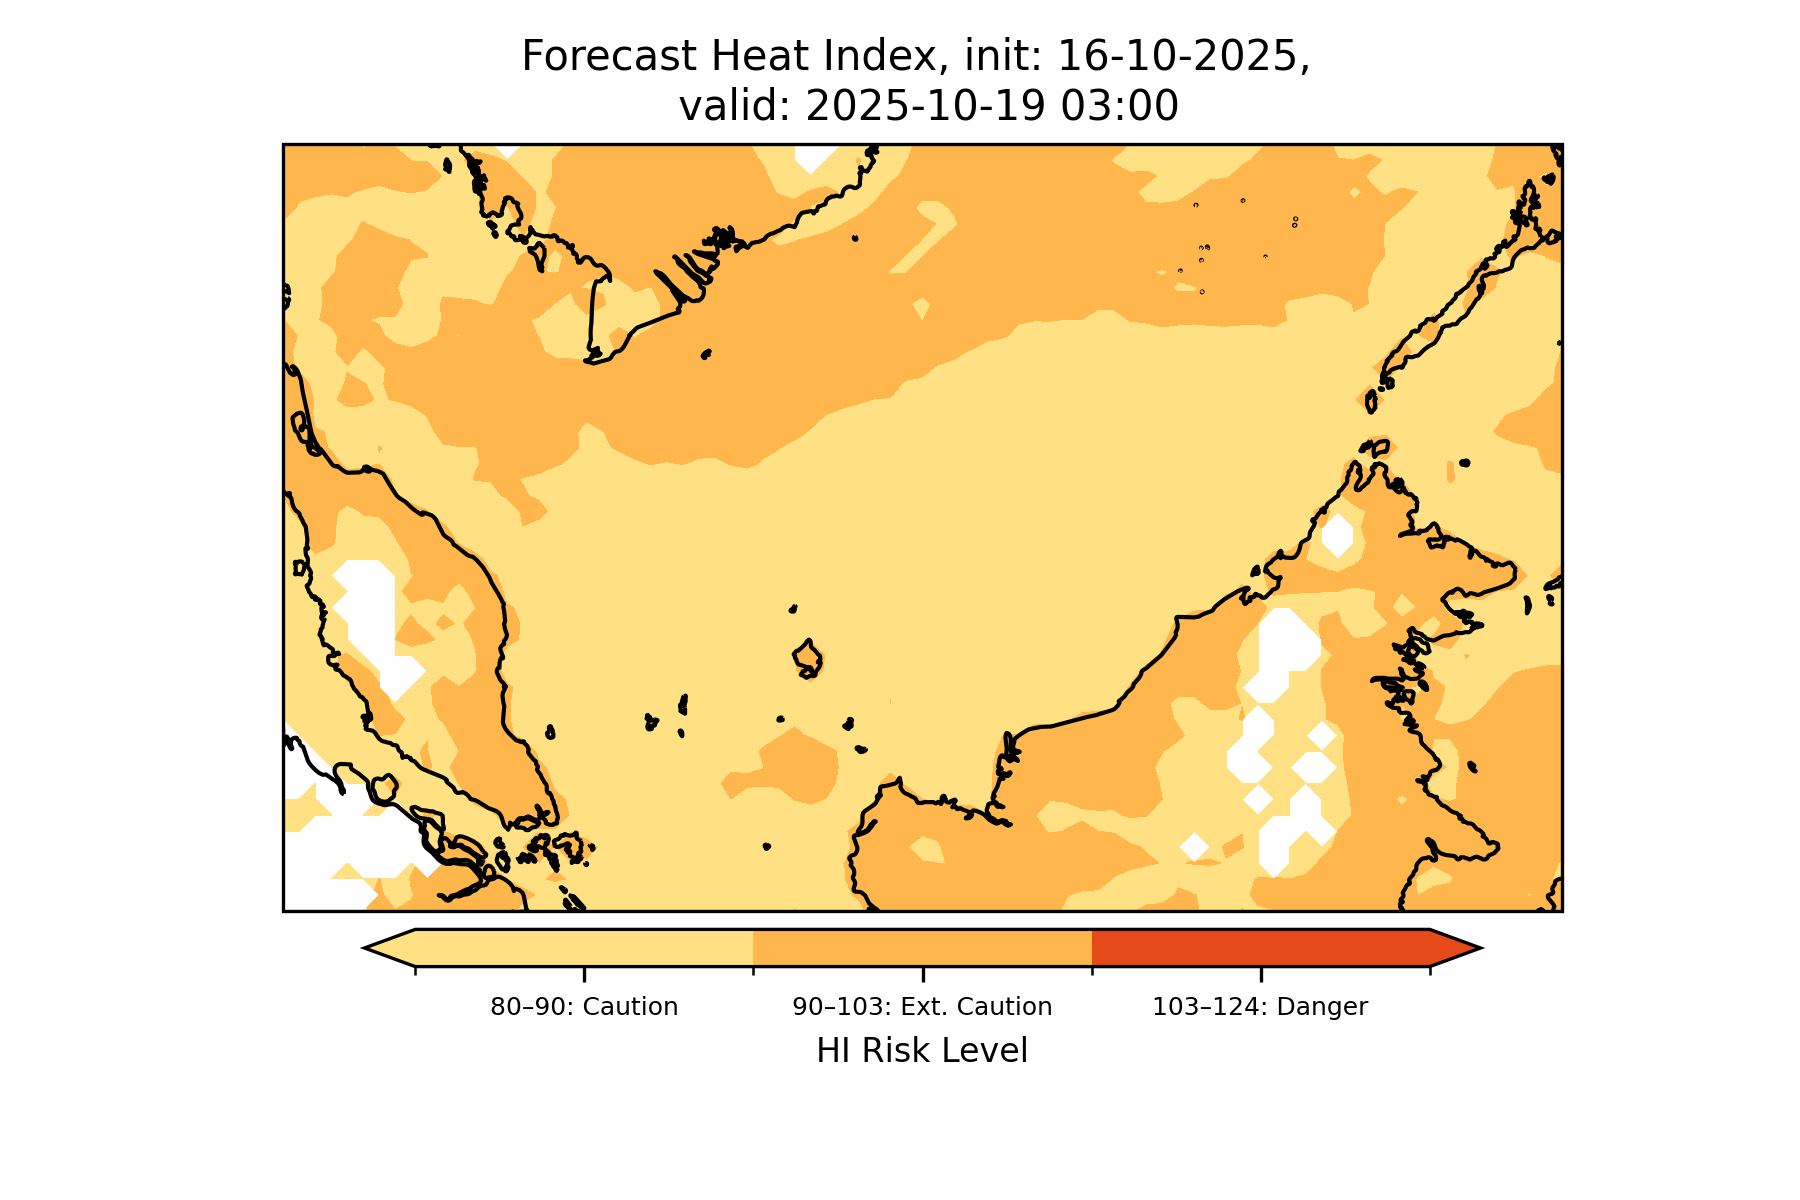 Forecast Heat Index, init: 16-10-2025,
valid: 2025-10-19 03:00
80–90: Caution
90–103: Ext. Caution
103–124: Danger
HI Risk Level